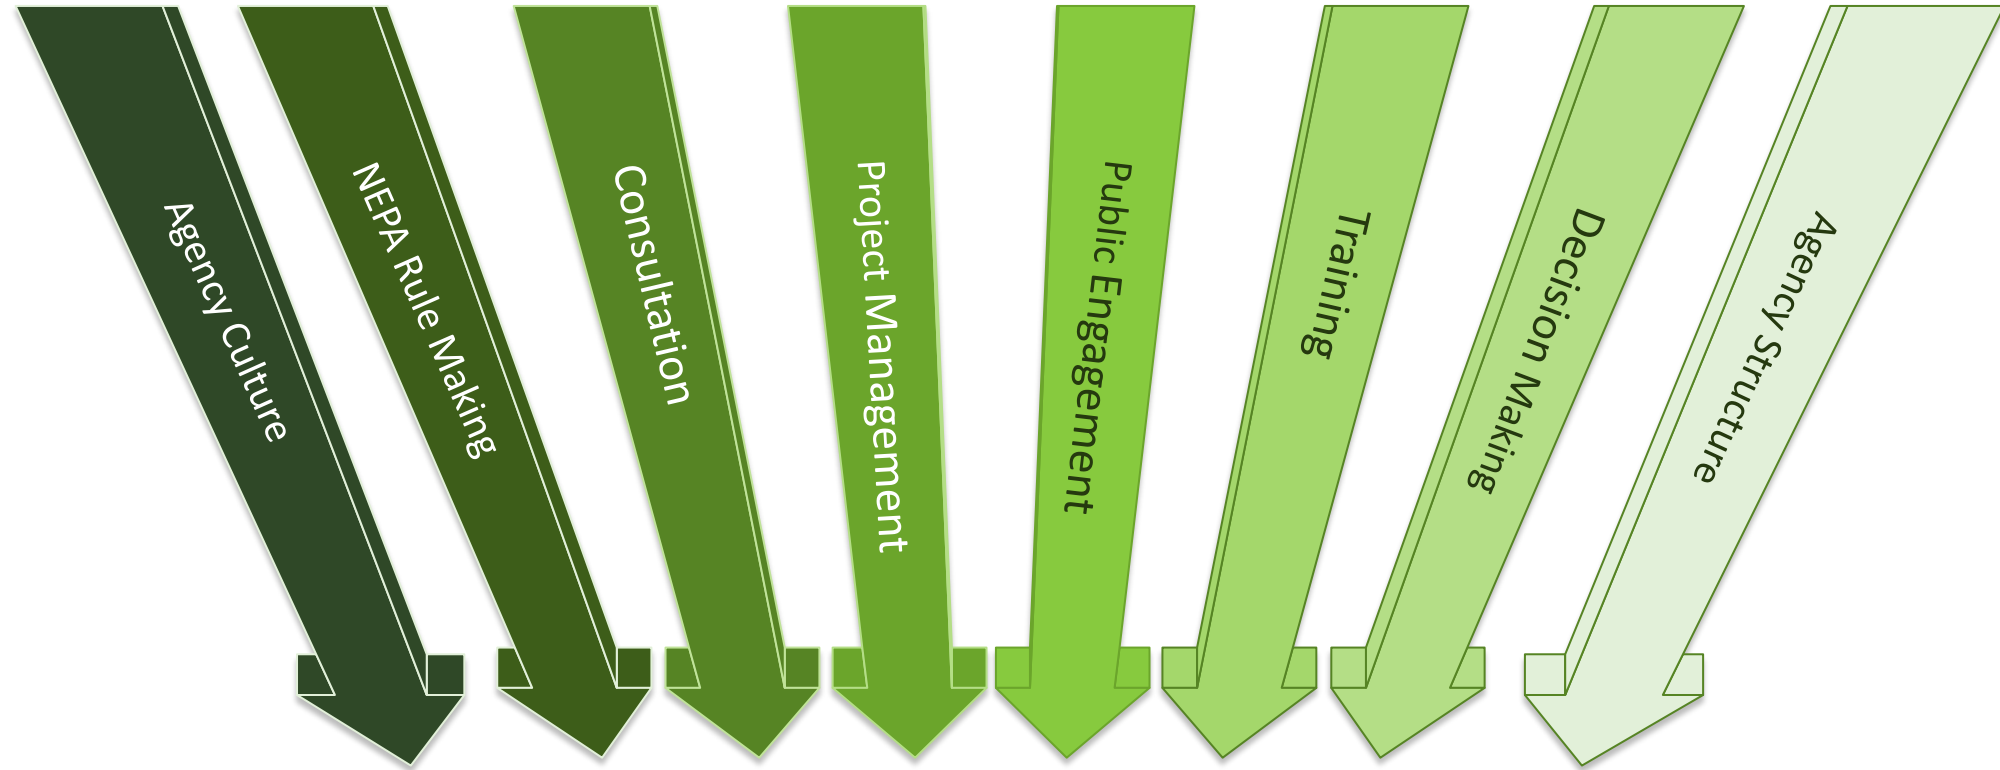 Agency Culture
NEPA Rule Making
Consultation
Project Management
Public Engagement
Training
Decision Making
Agency Structure